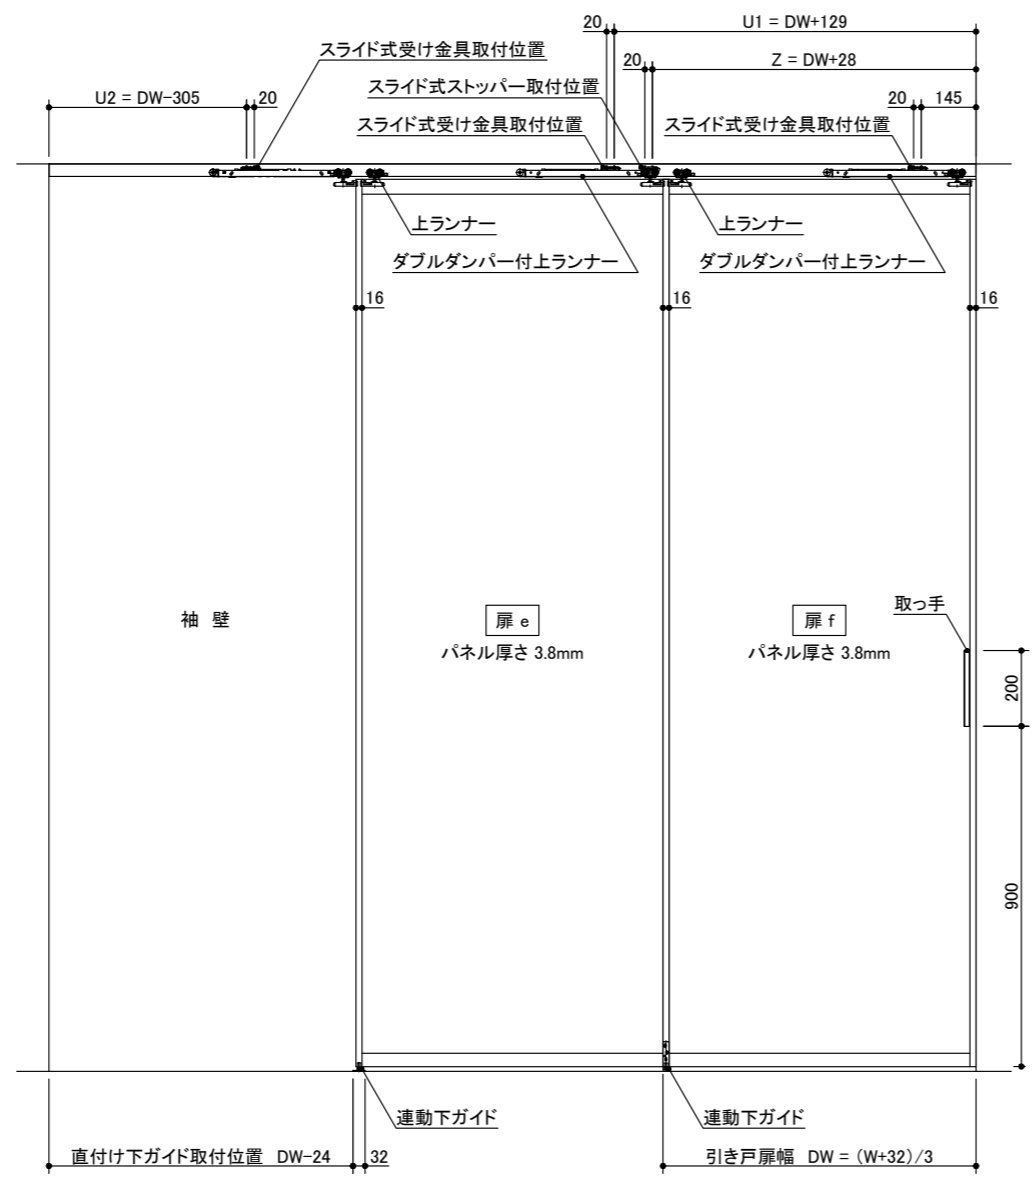 20
U1 = DW+129
スライド式受け金具取付位置
20
Z = DW+28
スライド式ストッパー取付位置
U2 = DW-305
20
20
145
スライド式受け金具取付位置
スライド式受け金具取付位置
上ランナー
上ランナー
ダブルダンパー付上ランナー
ダブルダンパー付上ランナー
16
16
16
取っ手
袖 壁
扉 e
扉 f
パネル厚さ 3.8mm
パネル厚さ 3.8mm
200
900
連動下ガイド
連動下ガイド
直付け下ガイド取付位置 DW-24
32
引き戸扉幅 DW = (W+32)/3